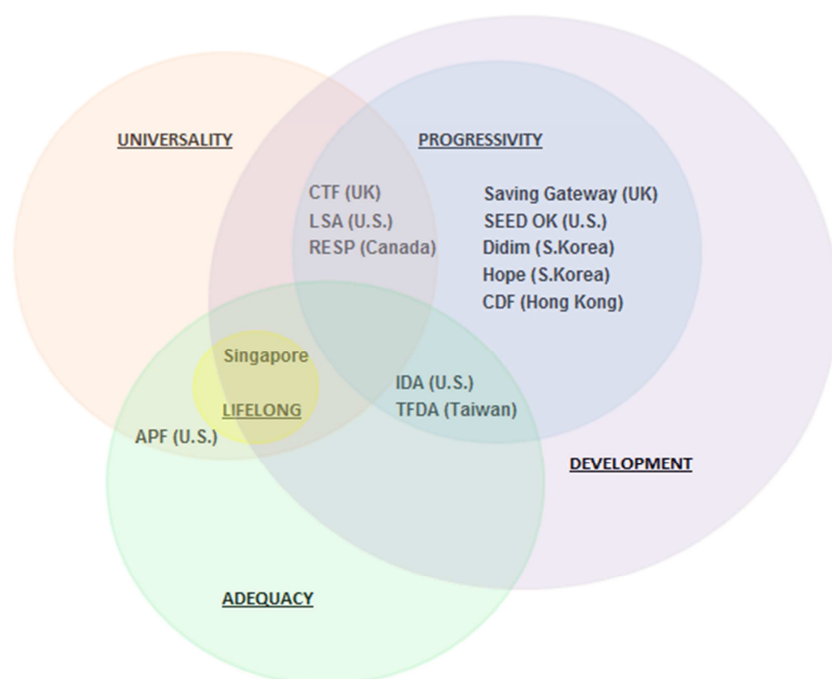 UNIVERSALITY
PROGRESSIVITY
CTF (UK)
LSA (U.S.)
RESP (Canada)
Saving Gateway (UK)
SEED OK (U.S.)
Didim (S.Korea)
Hope (S.Korea)
CDF (Hong Kong)
Singapore
LIFELONG
APF (U.S.)
IDA (U.S.)
TFDA (Taiwan)
DEVELOPMENT
ADEQUACY